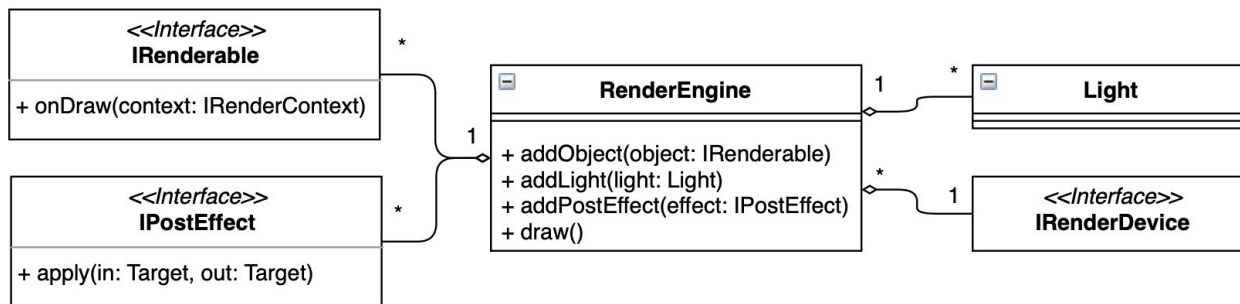 <<Interface>>
IRenderable
+ onDraw(context: IRenderContext)
*
<<Interface>>
IPostEffect
+ apply(in: Target, out: Target)
*
1
RenderEngine
+ addObject(object: IRenderable)
+ addLight(light: Light)
+ addPostEffect(effect: IPostEffect)
+ draw()
1
*
Light
*
1
<<Interface>>
IRenderDevice